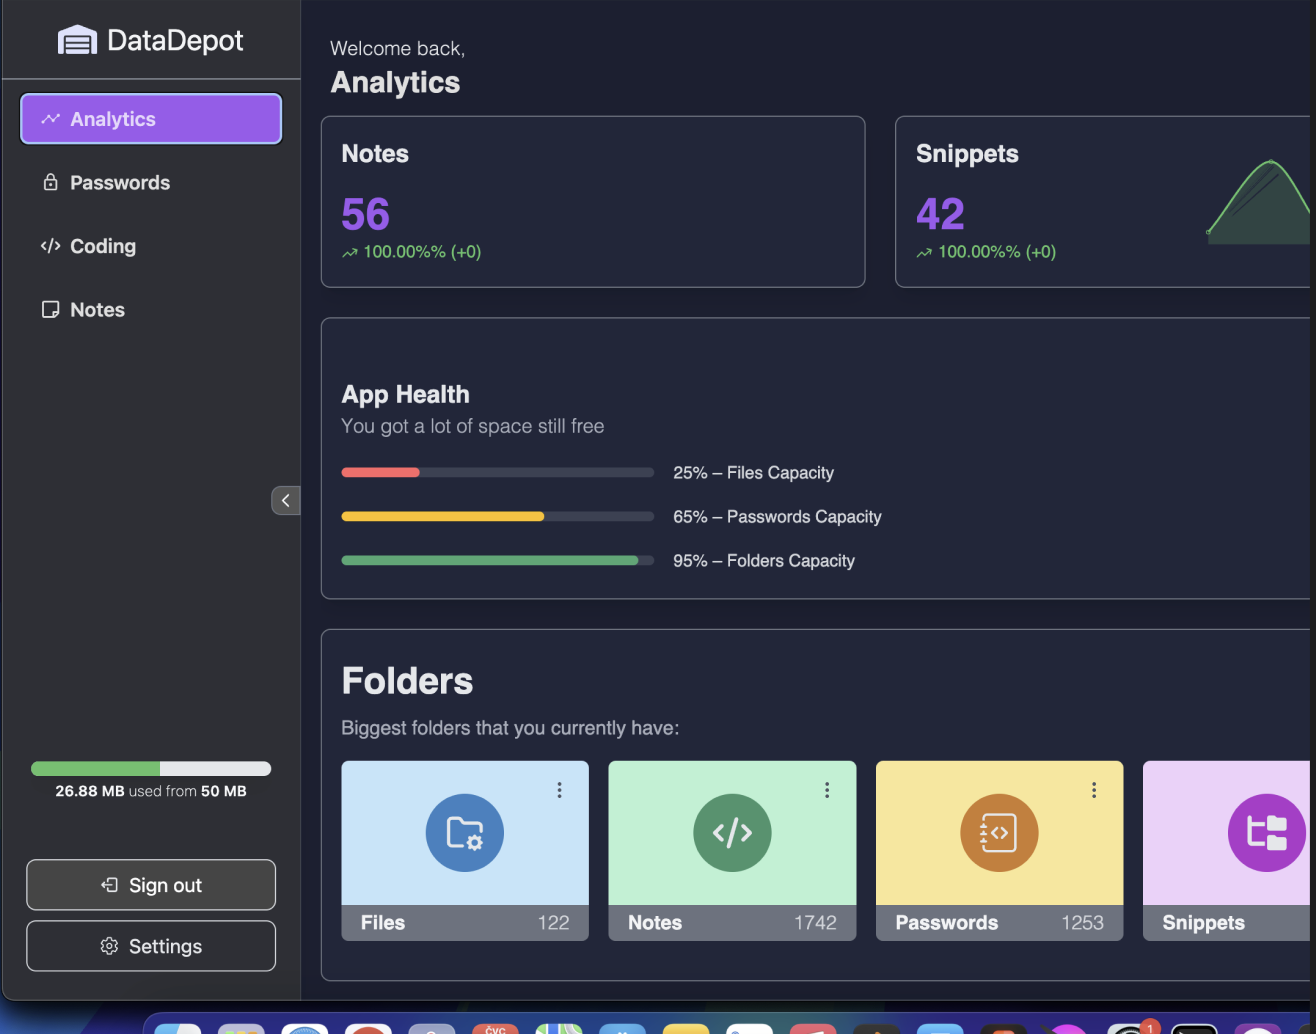 DataDepot
Analytics
Passwords
Coding
Notes
26.88 MB used from 50 MB
Sign out
Settings
Welcome back,
Analytics
Notes
56
100.00%% (+0)
Snippets
42
100.00%% (+0)
App Health
You got a lot of space still free
25% – Files Capacity
65% – Passwords Capacity
95% – Folders Capacity
Folders
Biggest folders that you currently have:
Files 122
Notes 1742
Passwords 1253
Snippets
ČVC
1